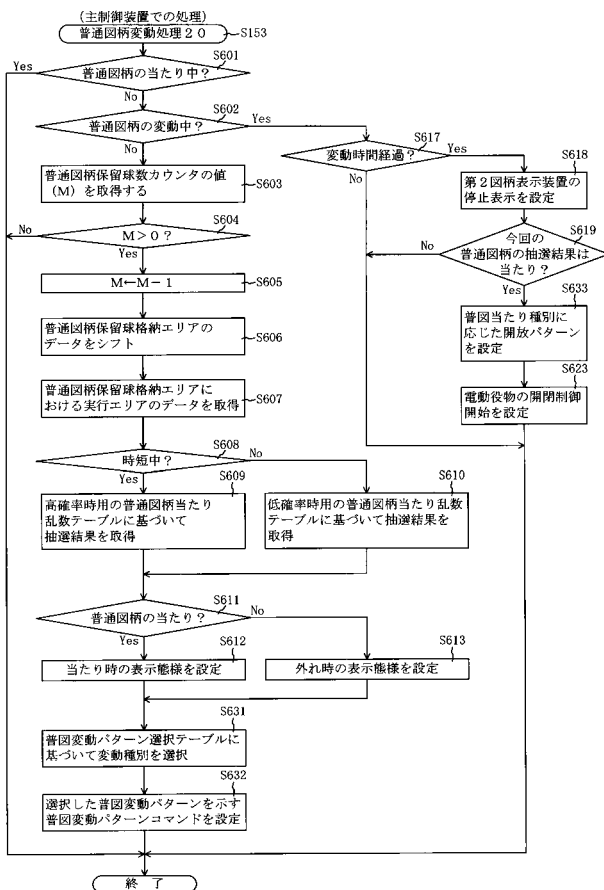 (主制御装置での処理)
普通図柄変動処理20
S153
S601
普通図柄の当たり中?
Yes
No
S602
普通図柄の変動中?
Yes
No
普通図柄保留球数カウンタの値
(M)を取得する
S603
S604
M>0?
No
Yes
M←M-1
S605
普通図柄保留球格納エリアの
データをシフト
S606
普通図柄保留球格納エリアに
おける実行エリアのデータを取得
S607
S608
時短中?
Yes
No
S609
高確率時用の普通図柄当たり
乱数テーブルに基づいて
抽選結果を取得
S610
低確率時用の普通図柄当たり乱数
テーブルに基づいて抽選結果を
取得
S611
普通図柄の当たり?
Yes
No
S612
当たり時の表示態様を設定
S613
外れ時の表示態様を設定
S631
普図変動パターン選択テーブルに
基づいて変動種別を選択
S632
選択した普図変動パターンを示す
普図変動パターンコマンドを設定
S617
変動時間経過?
Yes
No
S618
第2図柄表示装置の
停止表示を設定
S619
今回の
普通図柄の抽選結果は
当たり?
No
Yes
S633
普図当たり種別に
応じた開放パターン
を設定
S623
電動役物の開閉制御
開始を設定
終了